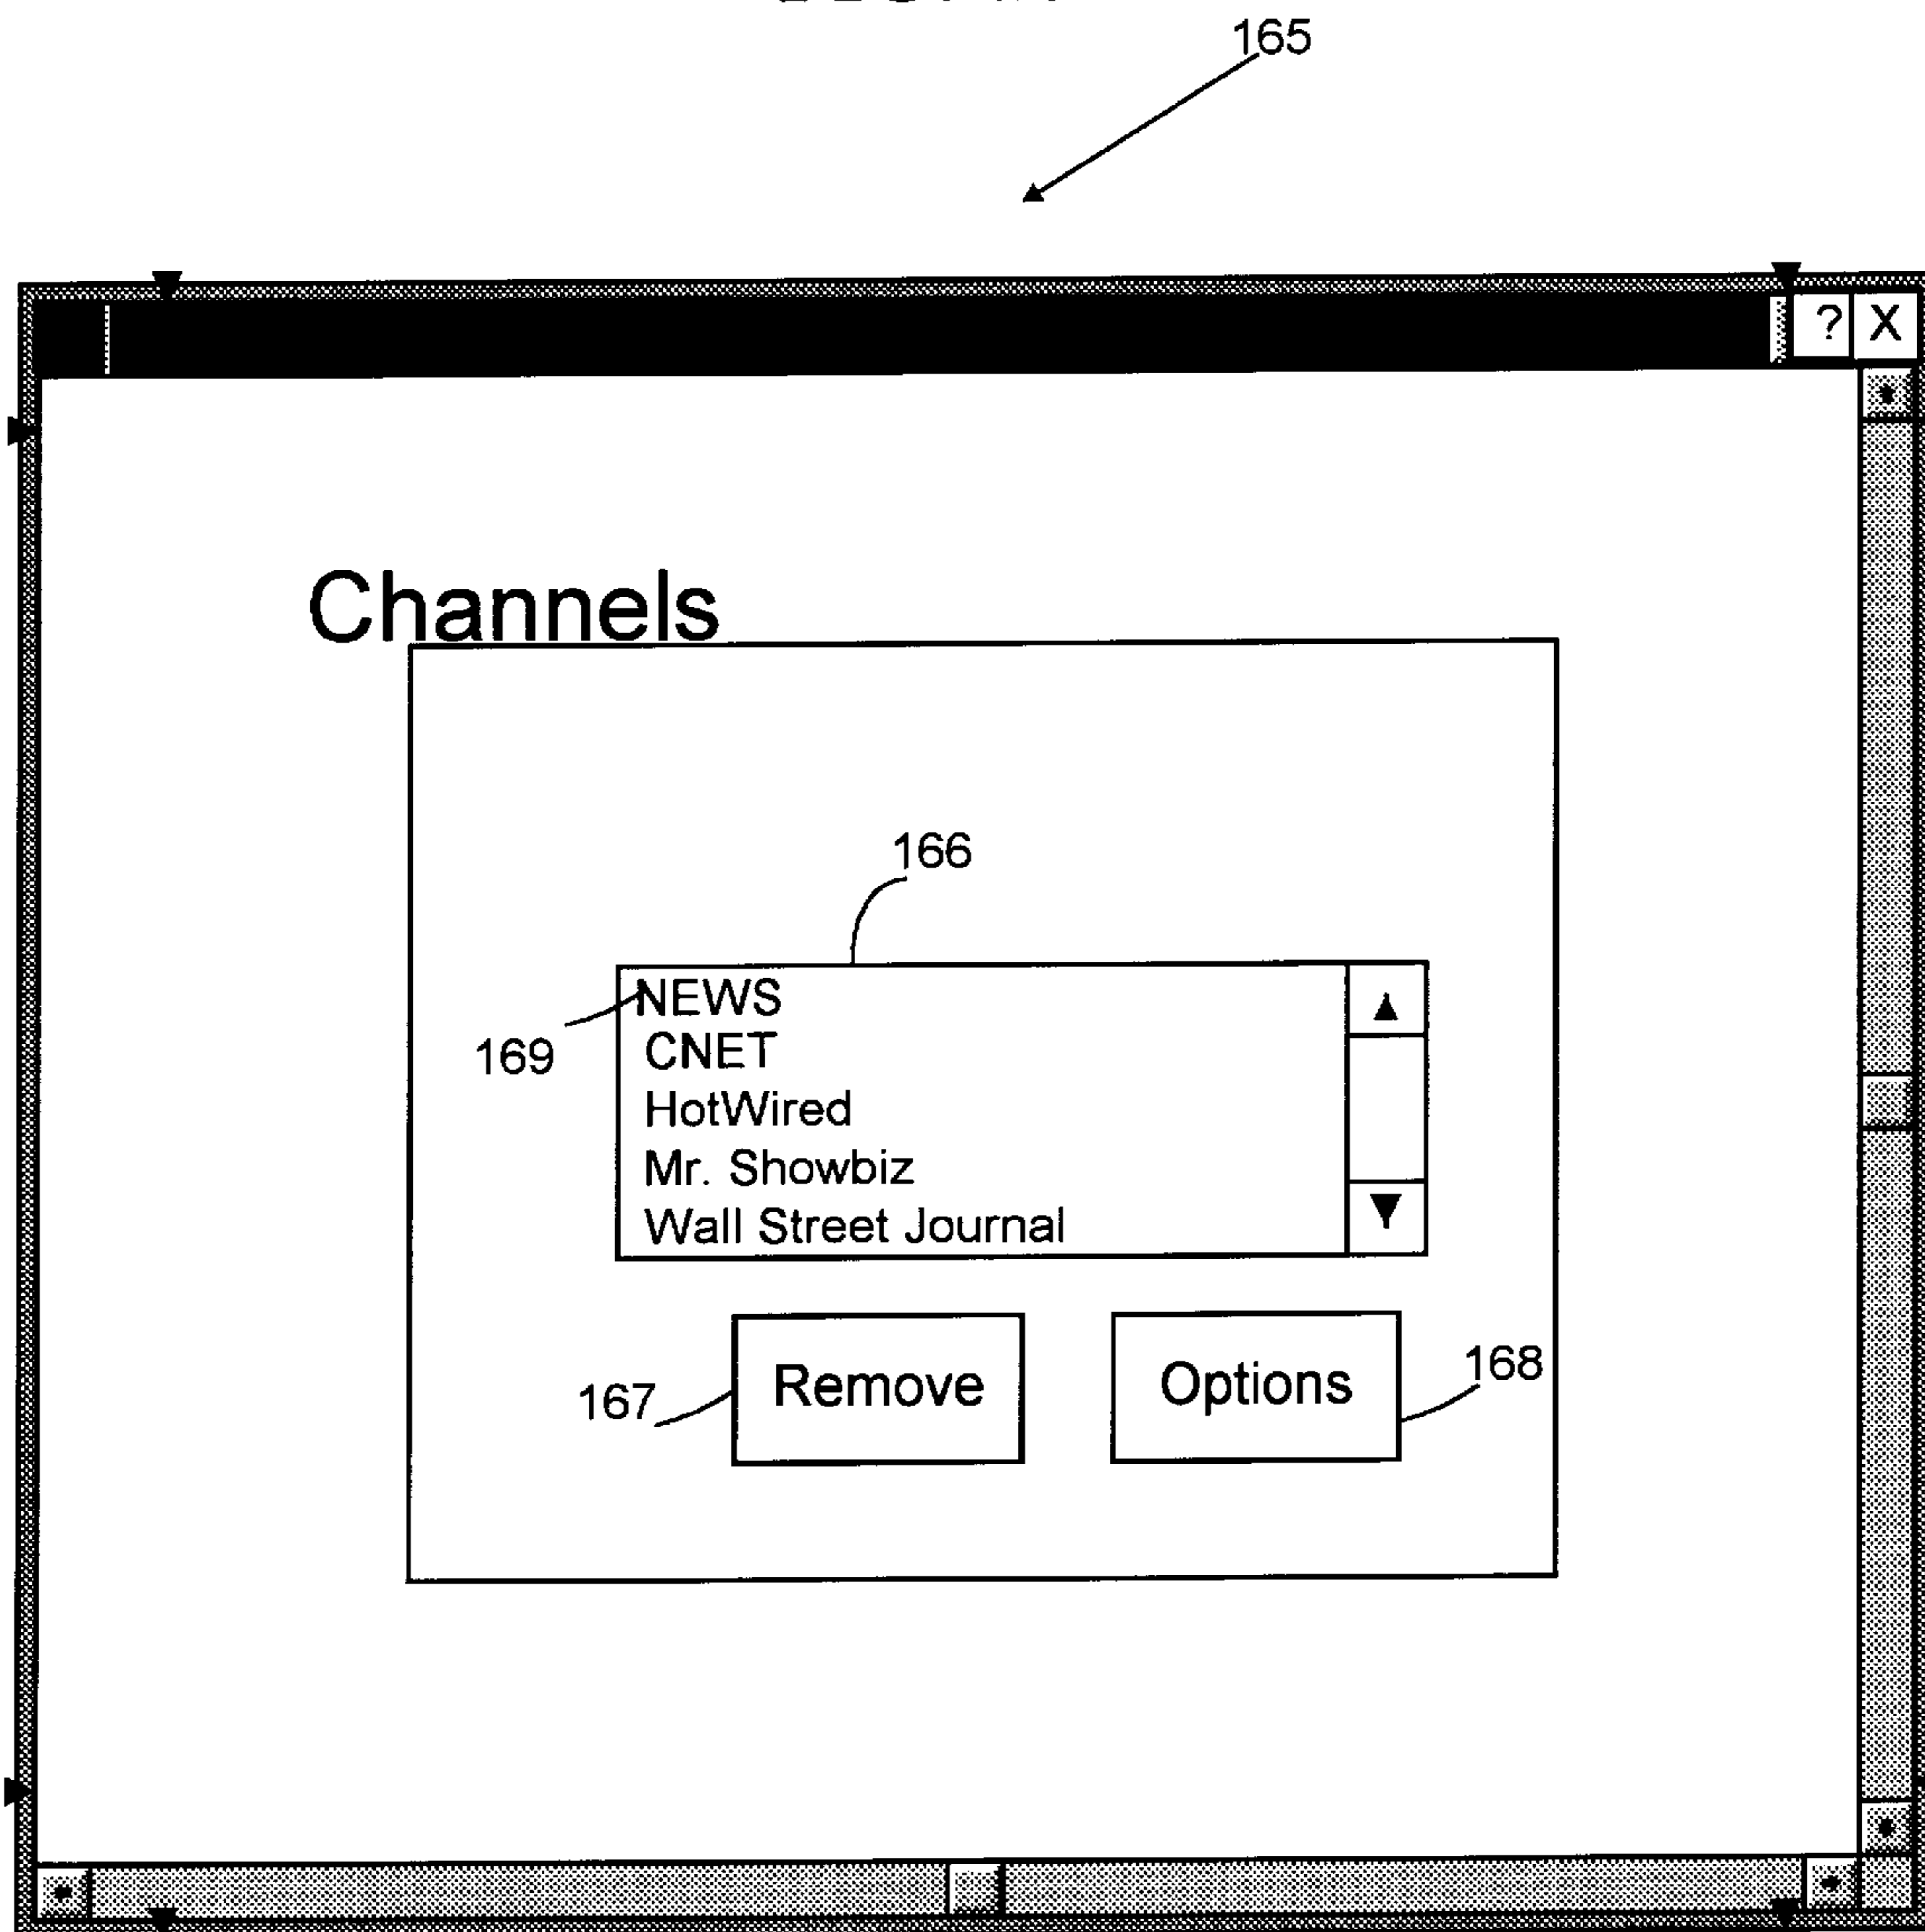 165
? X
Channels
166
NEWS
169
CNET
HotWired
Mr. Showbiz
Wall Street Journal
Remove
Options
168
167